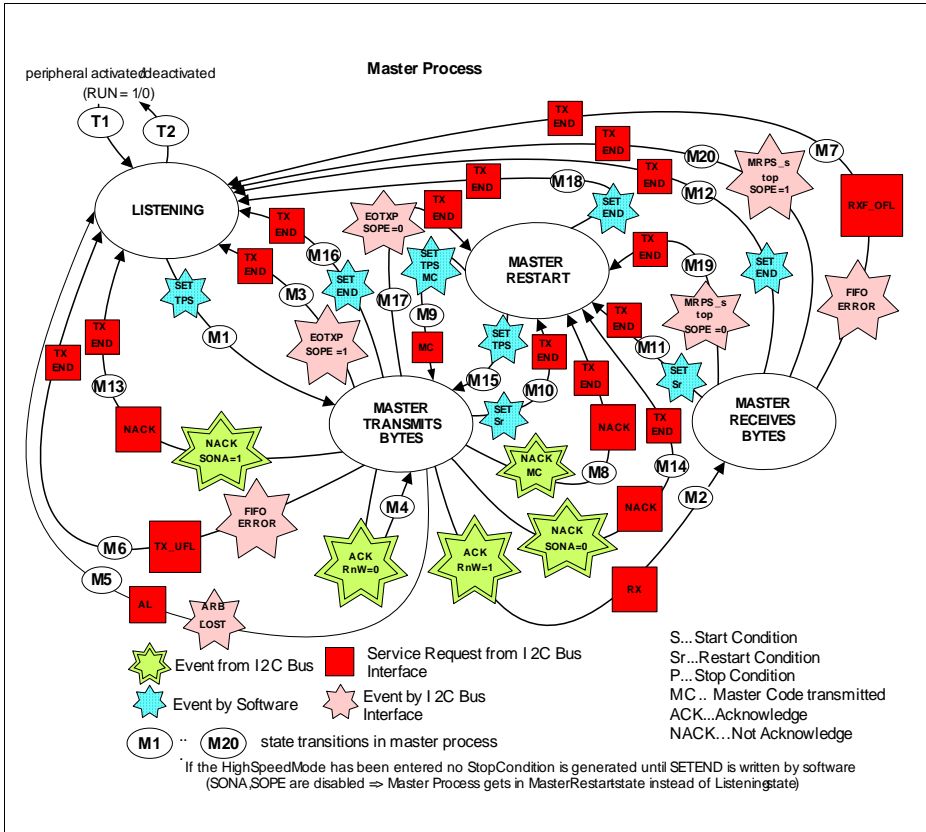 Master Process
peripheral activated/deactivated
(RUN = 1/0)
T1
T2
LISTENING
TX
END
TX
END
M20
M7
MRPS_s
top
SOPE=1
TX
END
M18
TX
END
M12
RXF_OFL
SET
END
EOTXP
SOPE=0
TX
END
TX
END
M16
MASTER
RESTART
SET
TPS
MC
TX
END
M19
SET
END
FIFO
ERROR
TX
END
M3
SET
END
M17
M9
SET
TPS
M1
MRPS_s
top
SOPE=0
TX
END
M11
EOTXP
SOPE=1
MC
SET
TPS
TX
END
TX
END
SET
Sr
TX
END
TX
END
M13
M15
M10
MASTER
TRANSMITS
BYTES
SET
Sr
MASTER
RECEIVES
BYTES
NACK
TX
END
NACK
NACK
SONA=1
NACK
MC
M8
M14
M2
M4
FIFO
ERROR
NACK
NACK
SONA=0
M6
TX_UFL
ACK
RnW=0
ACK
RnW=1
M5
AL
ARB
LOST
RX
Event from I2C Bus
Service Request from I2C Bus
Interface
Event by Software
Event by I2C Bus
Interface
M1 .. M20 state transitions in master process
S...Start Condition
Sr...Restart Condition
P...Stop Condition
MC.. Master Code transmitted
ACK...Acknowledge
NACK...Not Acknowledge
If the HighSpeedMode has been entered no StopCondition is generated until SETEND is written by software
(SONA,SOPE are disabled => Master Process gets in MasterRestart-state instead of Listening-state)